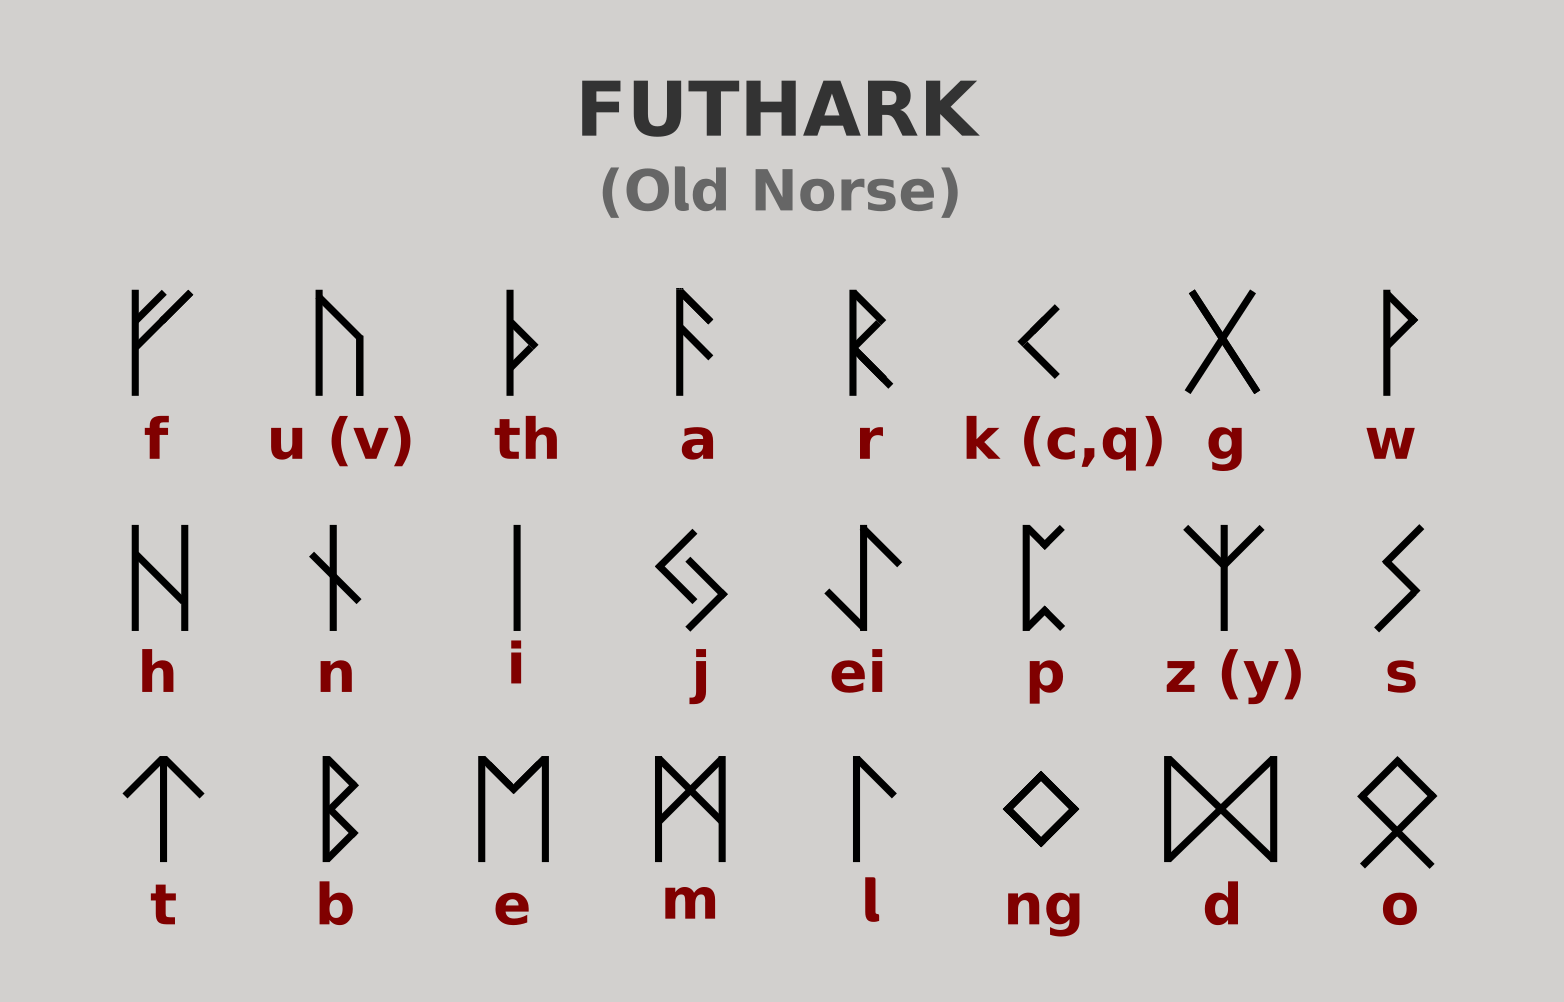 FUTHARK
(Old Norse)
ᚠ ᚢ ᚦ ᚨ ᚱ ᚲ ᚷ ᚹ
f u (v) th a r k (c,q) g w
ᚺ ᚾ ᛁ ᛃ ᛇ ᛈ ᛉ ᛊ
h n i j ei p z (y) s
ᛏ ᛒ ᛖ ᛗ ᛚ ᛜ ᛞ ᛟ
t b e m l ng d o